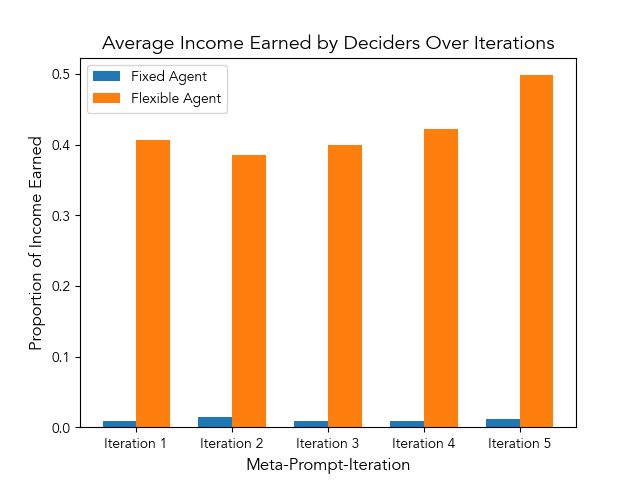 Average Income Earned by Deciders Over Iterations
Fixed Agent
Flexible Agent
Proportion of Income Earned
0.5
0.4
0.3
0.2
0.1
0.0
Iteration 1
Iteration 2
Iteration 3
Iteration 4
Iteration 5
Meta-Prompt-Iteration